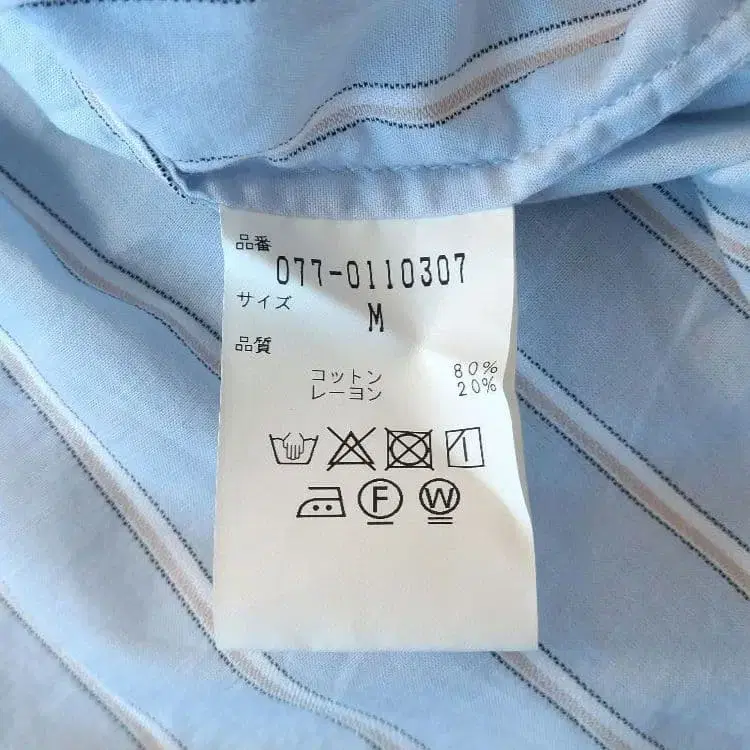 品番
077-0110307
サイズ
M
品質
コットン 80%
レーヨン 20%
F W